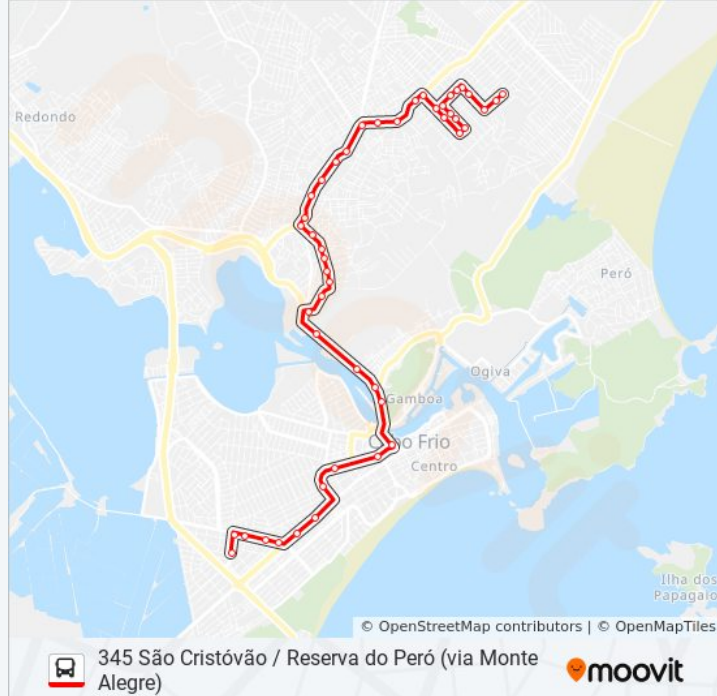 Redondo
Peró
Ogiva
Gamboa
Cabo Frio
Centro
Ilha dos
Papagaio
© OpenStreetMap contributors | © OpenMapTiles
345 São Cristóvão / Reserva do Peró (via Monte
Alegre)
moovit